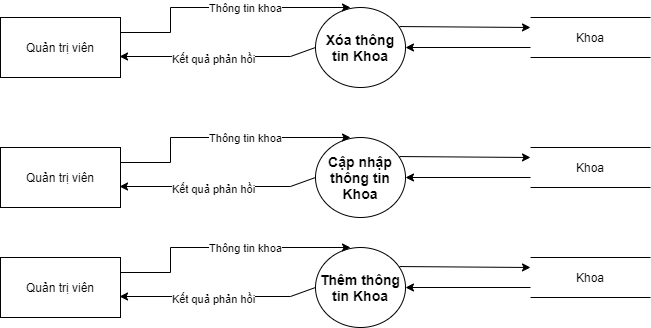 Thông tin khoa
Quản trị viên
Xóa thông
tin Khoa
Khoa
Kết quả phản hồi
Thông tin khoa
Quản trị viên
Cập nhập
thông tin
Khoa
Khoa
Kết quả phản hồi
Thông tin khoa
Quản trị viên
Thêm thông
tin Khoa
Khoa
Kết quả phản hồi